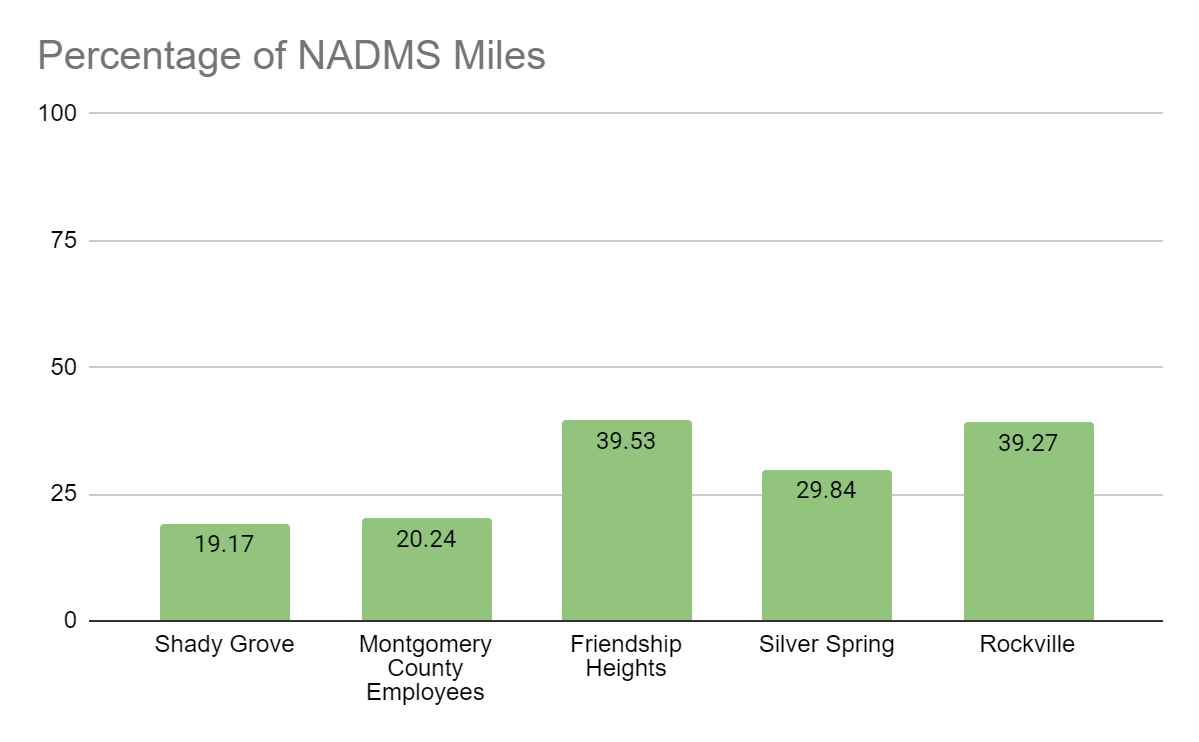 Percentage of NADMS Miles
100
75
50
25
0
19.17
20.24
39.53
29.84
39.27
Shady Grove
Montgomery
County
Employees
Friendship
Heights
Silver Spring
Rockville